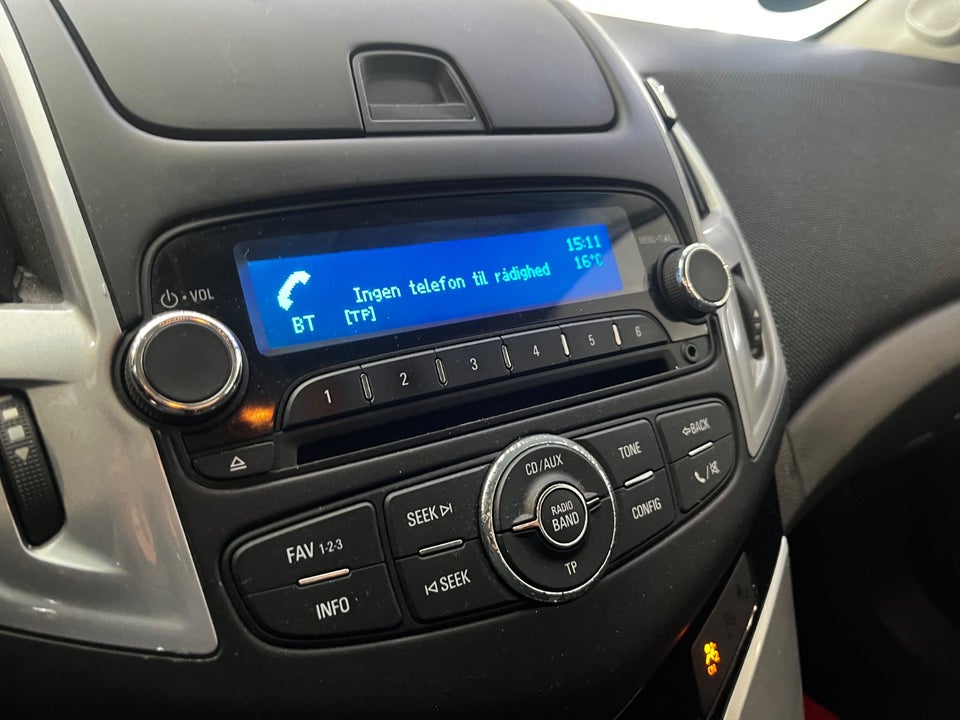 15:11
16°C
Ingen telefon til rådighed
BT [TP]
VOL
MENU-TUNE
1 2 3 4 5 6
CD/AUX
RADIO
BAND
TP
SEEK
SEEK
FAV 1-2-3
INFO
TONE
CONFIG
BACK